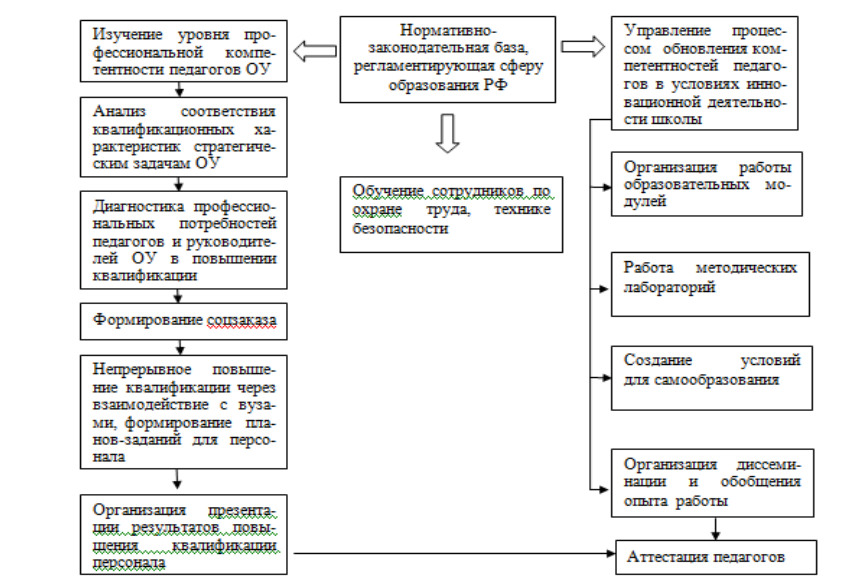 Изучение уровня про-
фессиональной компе-
тентности педагогов ОУ
Анализ соответствия
квалификационных ха-
рактеристик стратегиче-
ским задачам ОУ
Диагностика профессио-
нальных потребностей
педагогов и руководите-
лей ОУ в повышении
квалификации
Формирование соцзаказа
Непрерывное повыше-
ние квалификации через
взаимодействие с вуза-
ми, формирование пла-
нов-заданий для персо-
нала
Организация презента-
ции результатов повы-
шения квалификации
персонала
Нормативно-
законодательная база,
регламентирующая сферу
образования РФ
Обучение сотрудников по
охране труда, технике
безопасности
Управление процес-
сом обновления ком-
петентностей педаго-
гов в условиях инно-
вационной деятельно-
сти школы
Организация работы
образовательных мо-
дулей
Работа методических
лабораторий
Создание условий
для самообразования
Организация диссеми-
нации и обобщения
опыта работы
Аттестация педагогов